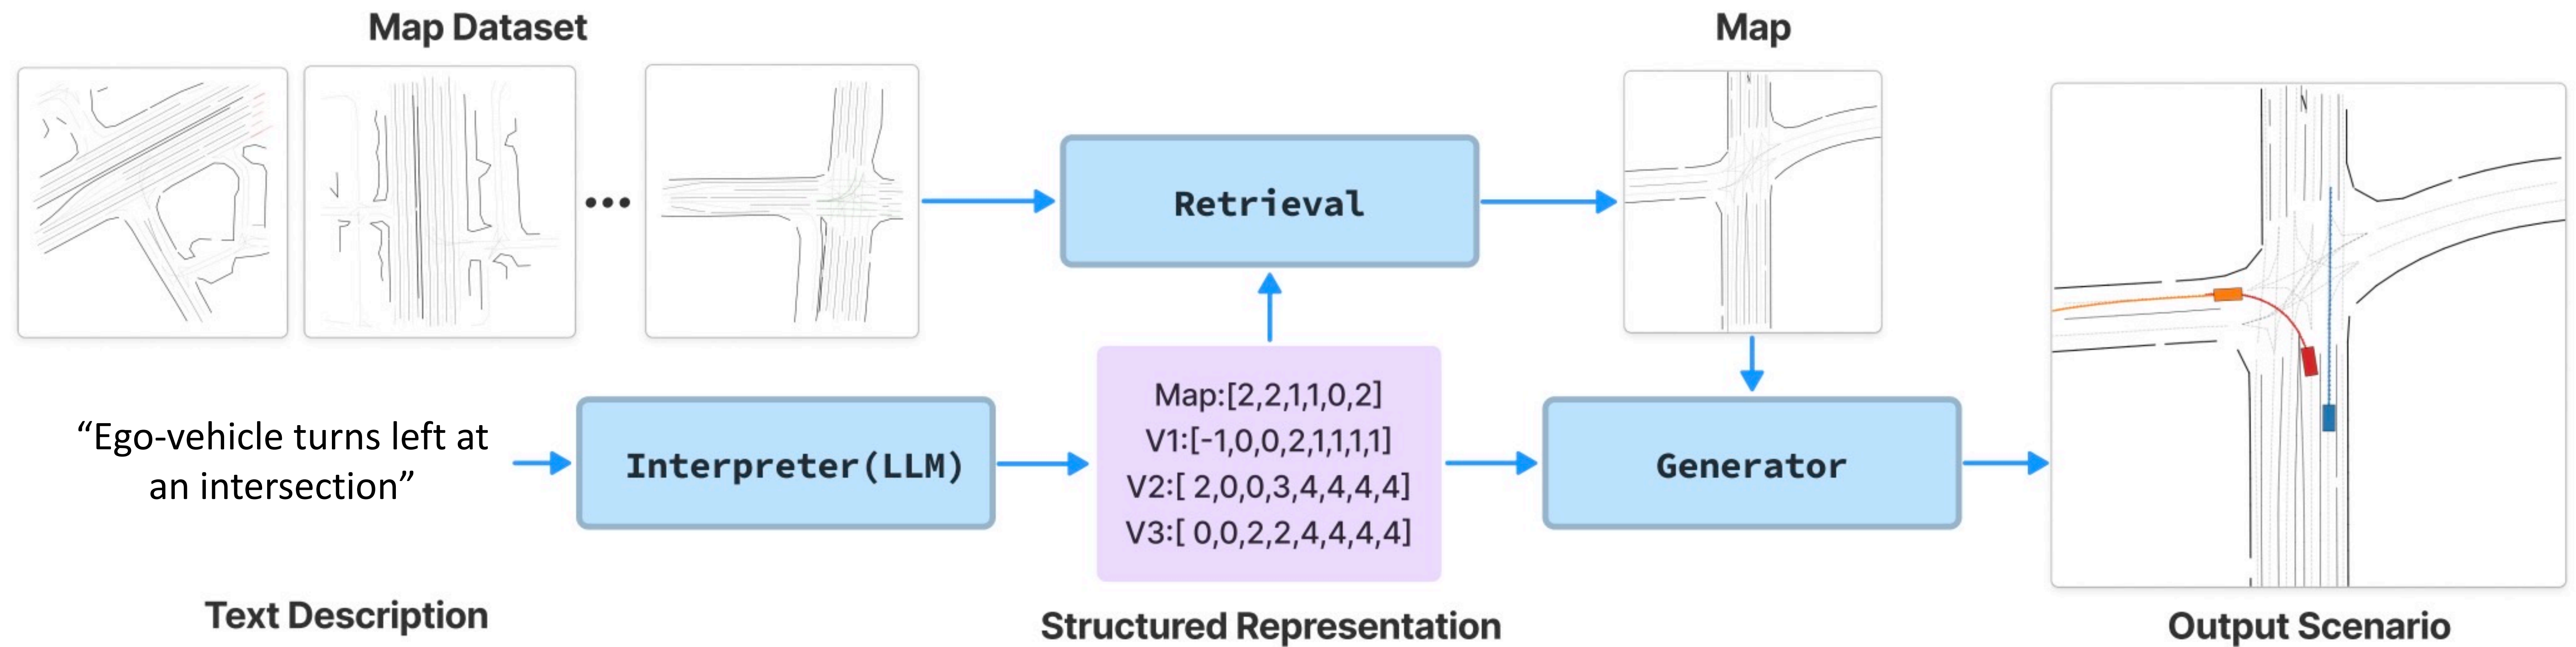 Map Dataset
Map
Retrieval
“Ego-vehicle turns left at
an intersection”
Interpreter(LLM)
Map:[2,2,1,1,0,2]
V1:[-1,0,0,2,1,1,1,1]
V2:[ 2,0,0,3,4,4,4,4]
V3:[ 0,0,2,2,4,4,4,4]
Generator
Text Description
Structured Representation
Output Scenario